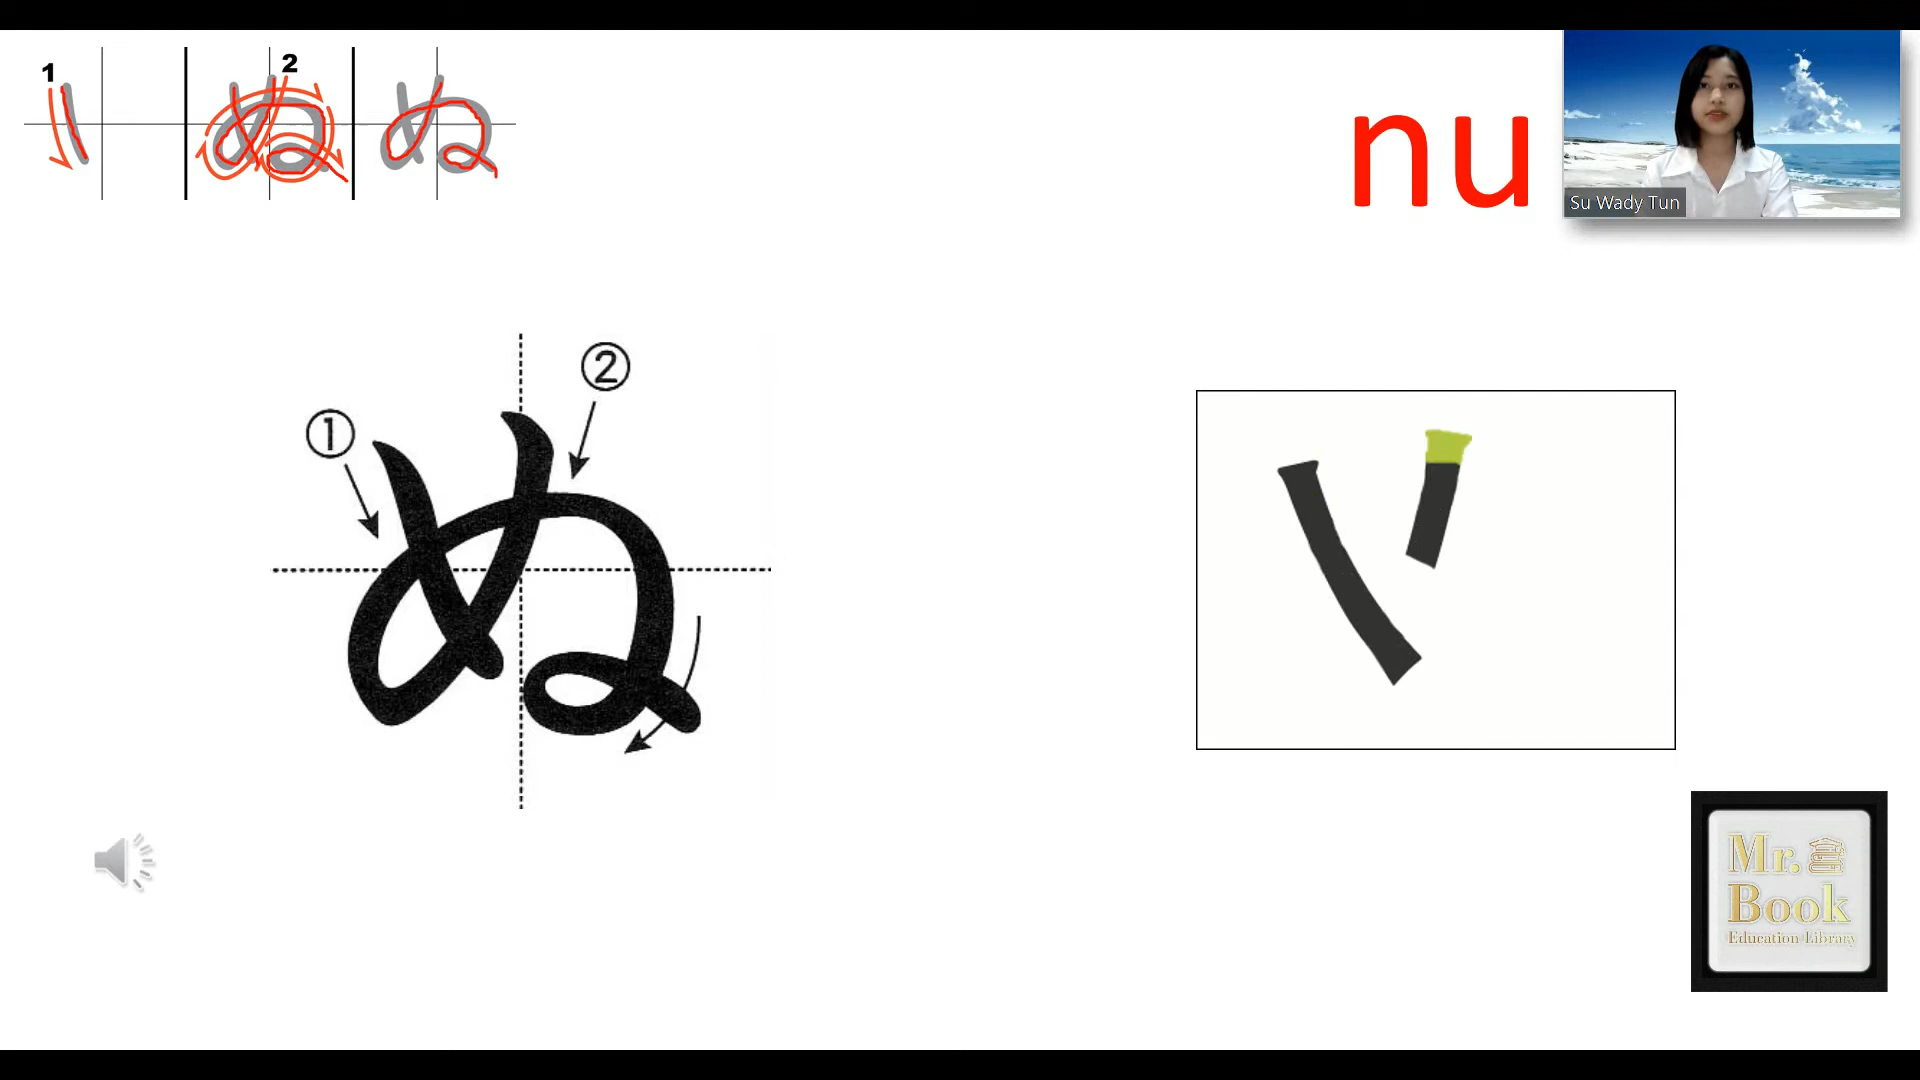 1
2
ぬ
ぬ
nu
Su Wady Tun
①
②
ぬ
Mr.
Book
Education Library